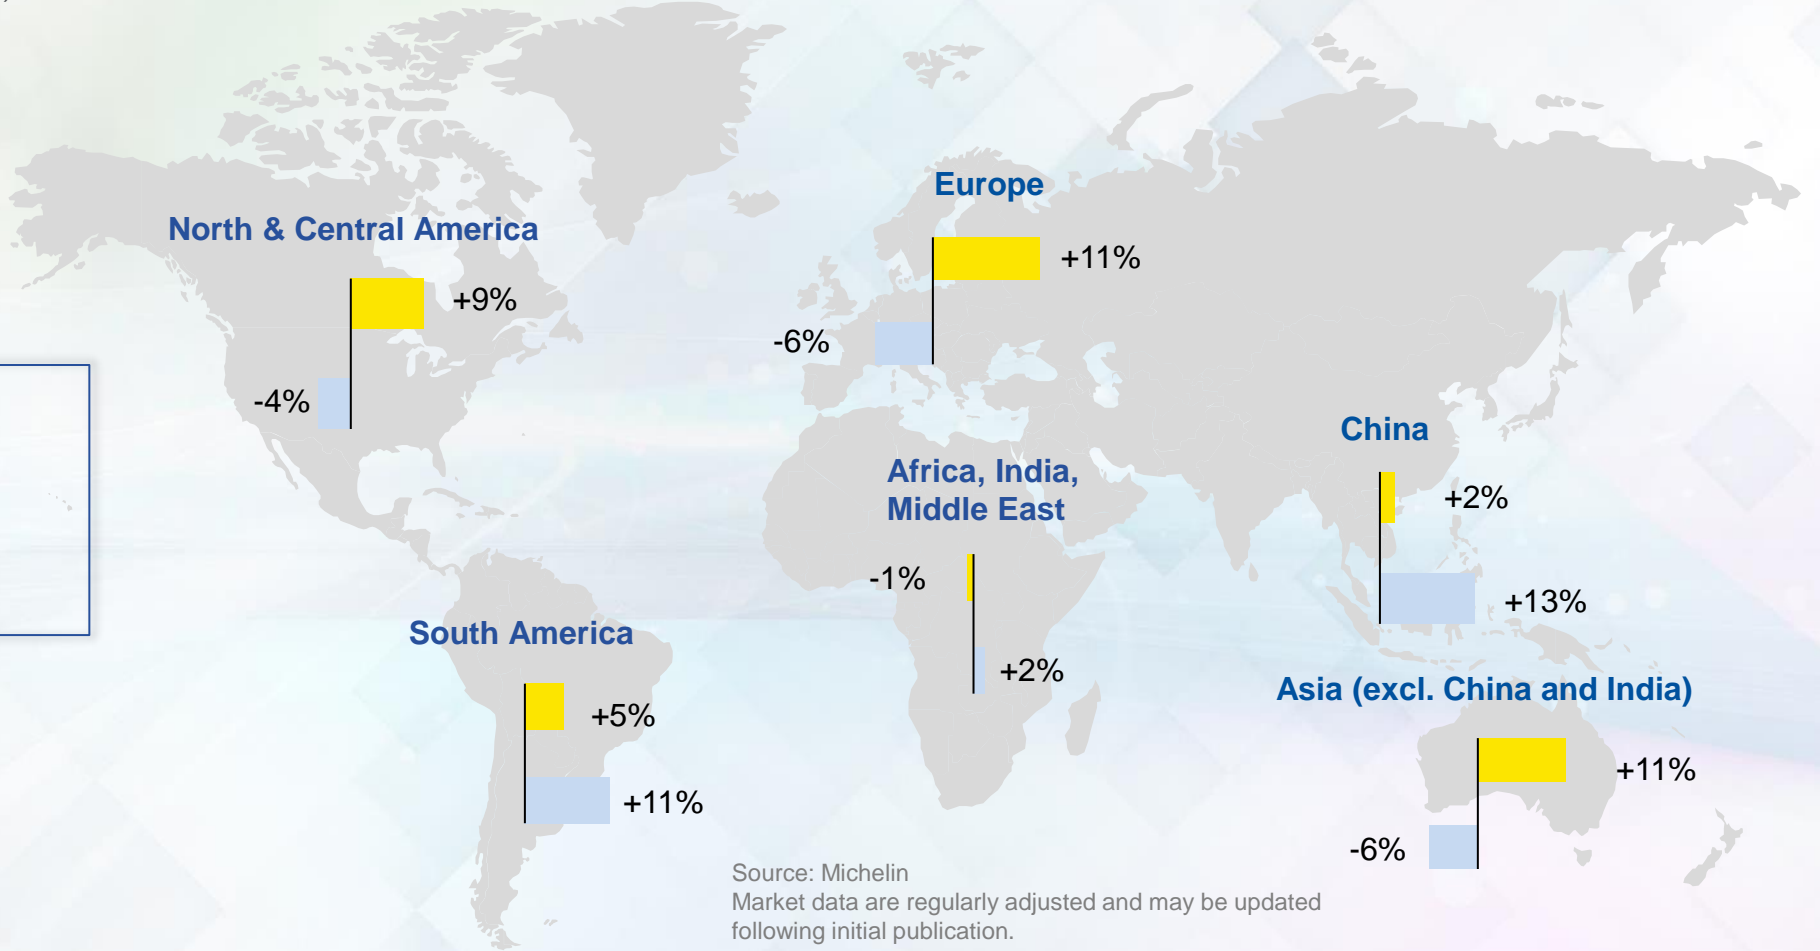 Europe
+11%
-6%
North & Central America
+9%
-4%
China
+2%
+13%
Africa, India,
Middle East
-1%
+2%
South America
+5%
+11%
Asia (excl. China and India)
+11%
-6%
Source: Michelin
Market data are regularly adjusted and may be updated
following initial publication.